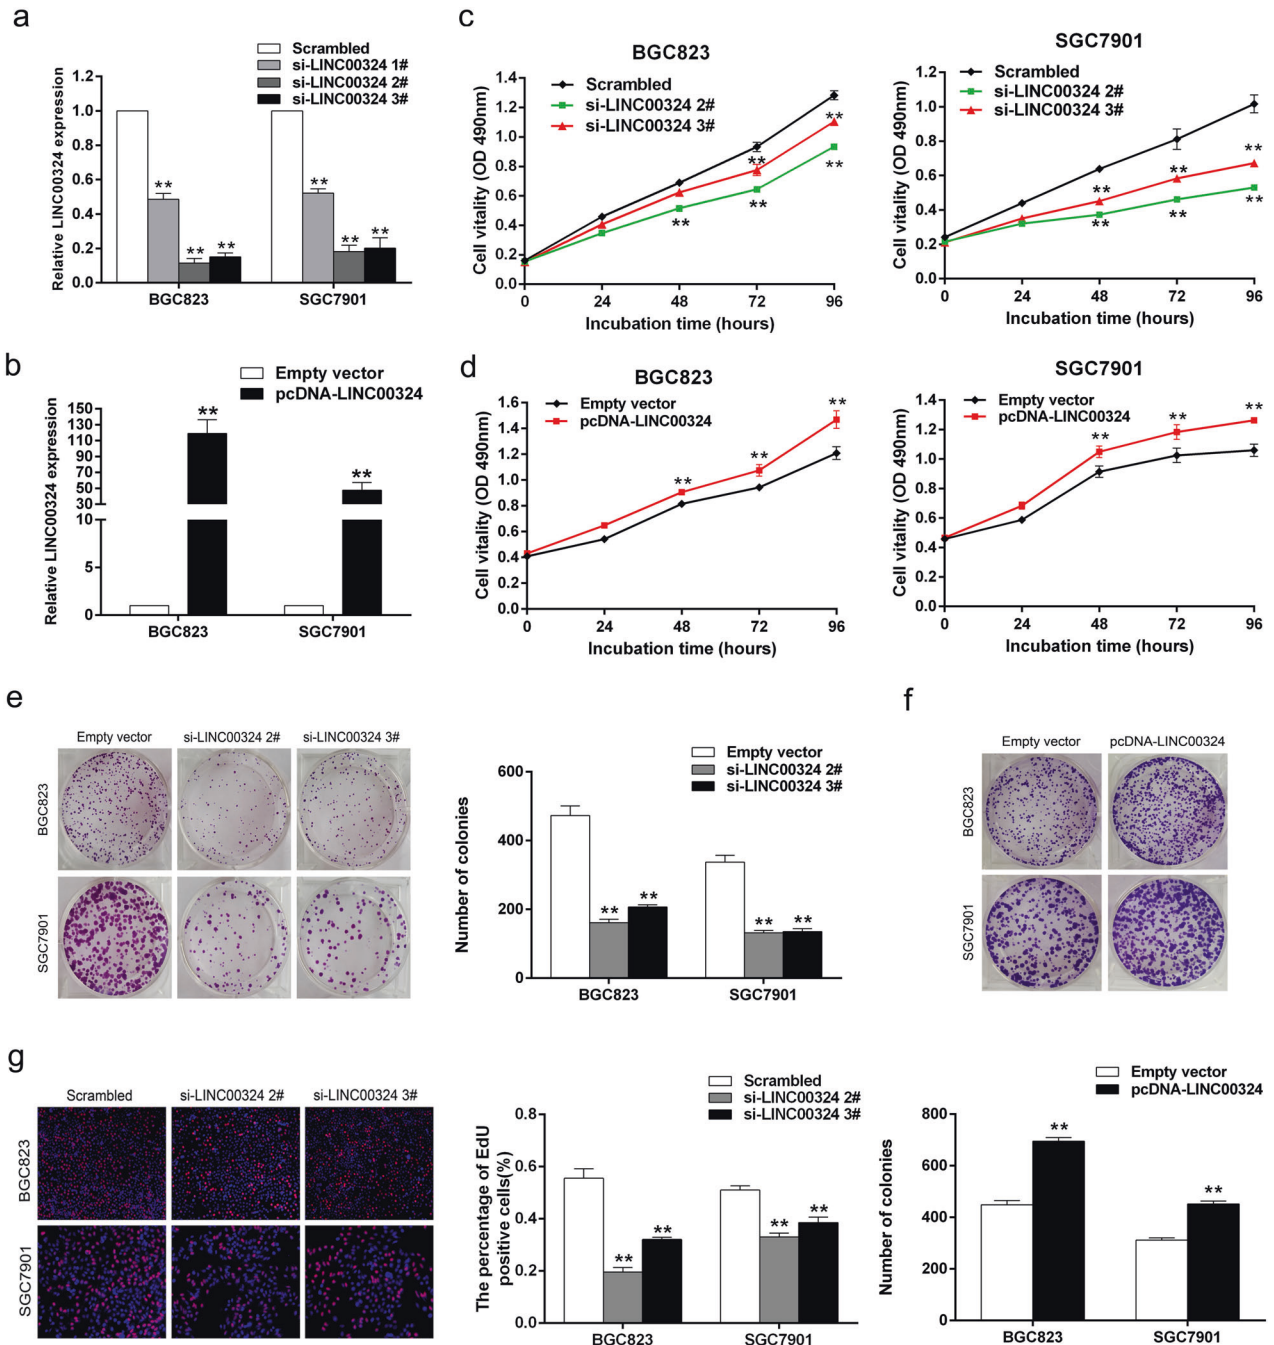 a
Scrambled
si-LINC00324 1#
si-LINC00324 2#
si-LINC00324 3#
Relative LINC00324 expression
1.2
1.0
0.8
0.6
0.4
0.2
0.0
**
**
**
**
**
**
BGC823
SGC7901
b
Empty vector
pcDNA-LINC00324
Relative LINC00324 expression
150
130
110
90
70
50
30
10
5
0
**
**
BGC823
SGC7901
c
BGC823
Scrambled
si-LINC00324 2#
si-LINC00324 3#
Cell vitality (OD 490nm)
1.4
1.2
1.0
0.8
0.6
0.4
0.2
0.0
**
**
**
**
**
0 24 48 72 96
Incubation time (hours)
SGC7901
Scrambled
si-LINC00324 2#
si-LINC00324 3#
Cell vitality (OD 490nm)
1.2
1.0
0.8
0.6
0.4
0.2
0.0
**
**
**
**
**
**
0 24 48 72 96
Incubation time (hours)
d
BGC823
Empty vector
pcDNA-LINC00324
Cell vitality (OD 490nm)
1.6
1.4
1.2
1.0
0.8
0.6
0.4
0.2
0.0
**
**
**
0 24 48 72 96
Incubation time (hours)
SGC7901
Empty vector
pcDNA-LINC00324
Cell vitality (OD 490nm)
1.4
1.2
1.0
0.8
0.6
0.4
0.2
0.0
**
**
**
0 24 48 72 96
Incubation time (hours)
e
Empty vector si-LINC00324 2# si-LINC00324 3#
BGC823
SGC7901
Empty vector
si-LINC00324 2#
si-LINC00324 3#
Number of colonies
600
400
200
0
**
**
**
**
BGC823
SGC7901
f
Empty vector pcDNA-LINC00324
BGC823
SGC7901
g
Scrambled si-LINC00324 2# si-LINC00324 3#
BGC823
SGC7901
Scrambled
si-LINC00324 2#
si-LINC00324 3#
The percentage of EdU
positive cells(%)
0.8
0.6
0.4
0.2
0.0
**
**
**
**
BGC823
SGC7901
Empty vector
pcDNA-LINC00324
Number of colonies
800
600
400
200
0
**
**
BGC823
SGC7901